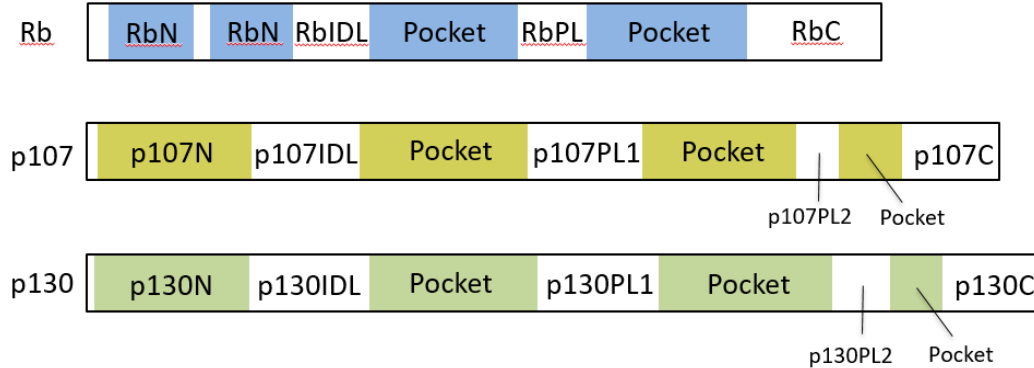 Rb RbN RbN RbIDL Pocket RbPL Pocket RbC
p107 p107N p107IDL Pocket p107PL1 Pocket p107C
p107PL2 Pocket
p130 p130N p130IDL Pocket p130PL1 Pocket p130C
p130PL2 Pocket